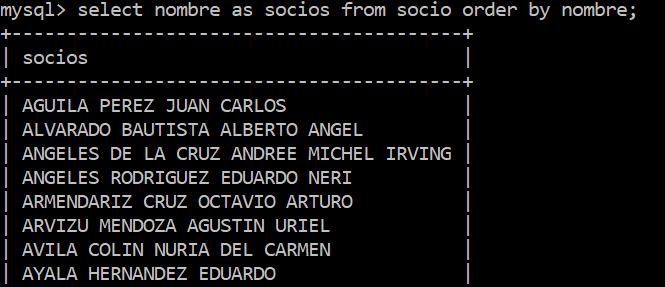 mysql> select nombre as socios from socio order by nombre;
+-----------------------------------------+
| socios                                  |
+-----------------------------------------+
| AGUILA PEREZ JUAN CARLOS                |
| ALVARADO BAUTISTA ALBERTO ANGEL         |
| ANGELES DE LA CRUZ ANDREE MICHEL IRVING |
| ANGELES RODRIGUEZ EDUARDO NERI          |
| ARMENDARIZ CRUZ OCTAVIO ARTURO          |
| ARVIZU MENDOZA AGUSTIN URIEL            |
| AVILA COLIN NURIA DEL CARMEN            |
| AYALA HERNANDEZ EDUARDO                 |